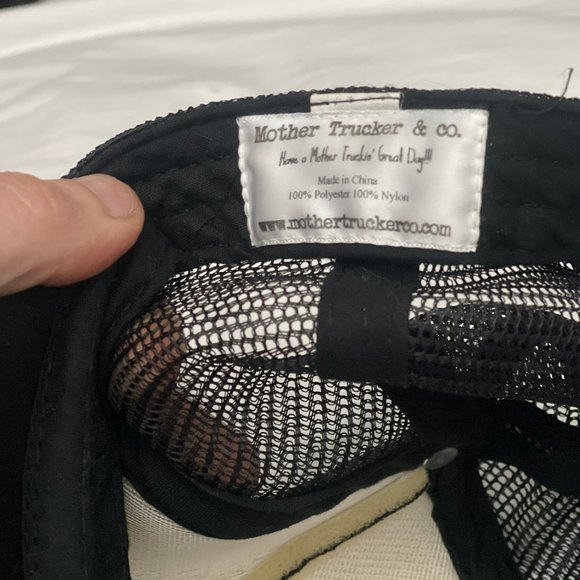 Mother Trucker & co.
Have a Mother Truckin' Great Day!!!
Made in China
100% Polyester 100% Nylon
www.mothertruckerco.com